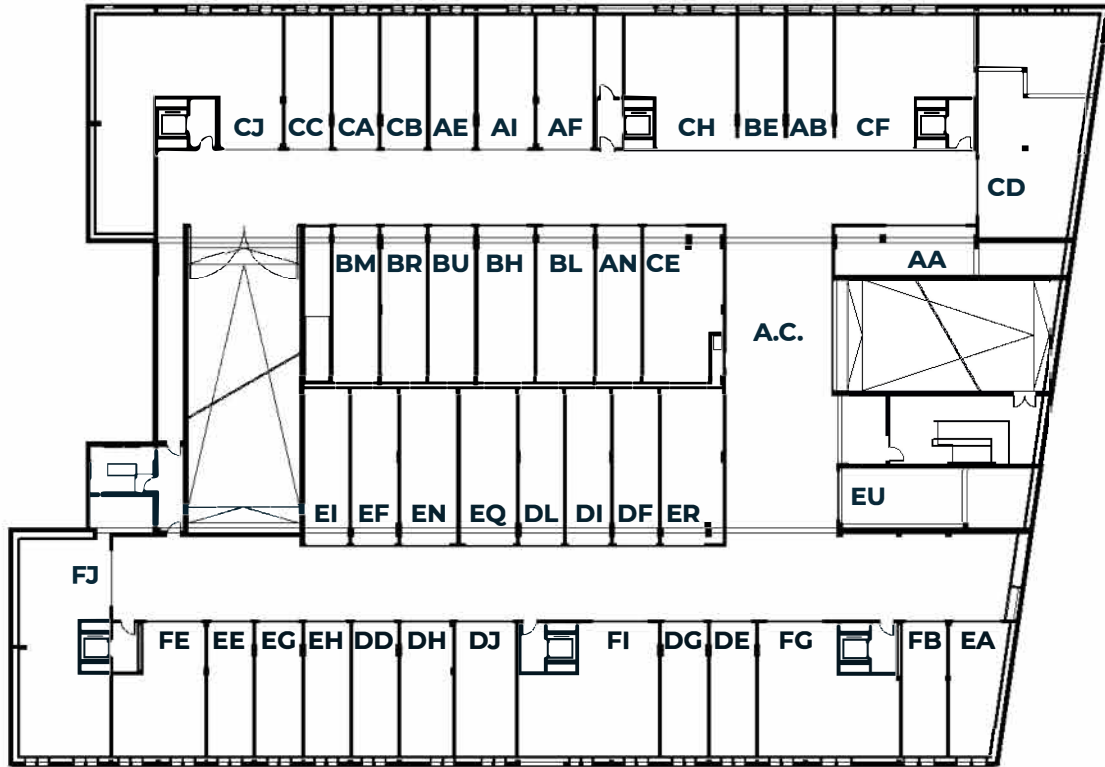 CJ CC CA CB AE AI AF CH BE AB CF
CD
BM BR BU BH BL AN CE AA
A.C.
EI EF EN EQ DL DI DF ER EU
FJ
FE EE EG EH DD DH DJ FI DG DE FG FB EA